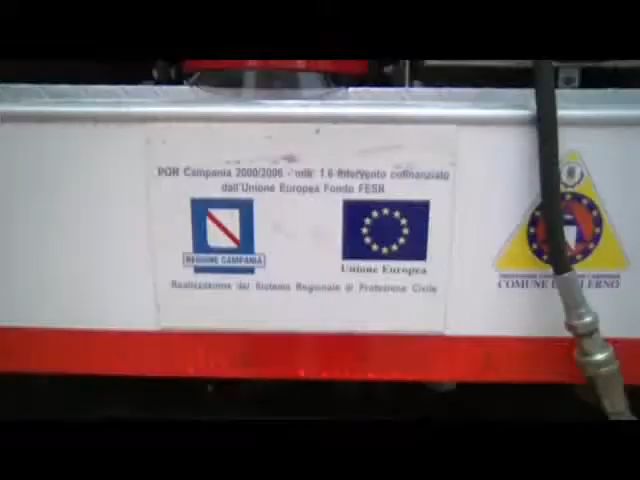 POR Campania 2000/2006 - mis. 1.6 Intervento cofinanziato
dall'Unione Europea Fondo FESR
REGIONE CAMPANIA
Unione Europea
Realizzazione del Sistema Regionale di Protezione Civile
COMUNE ERNO